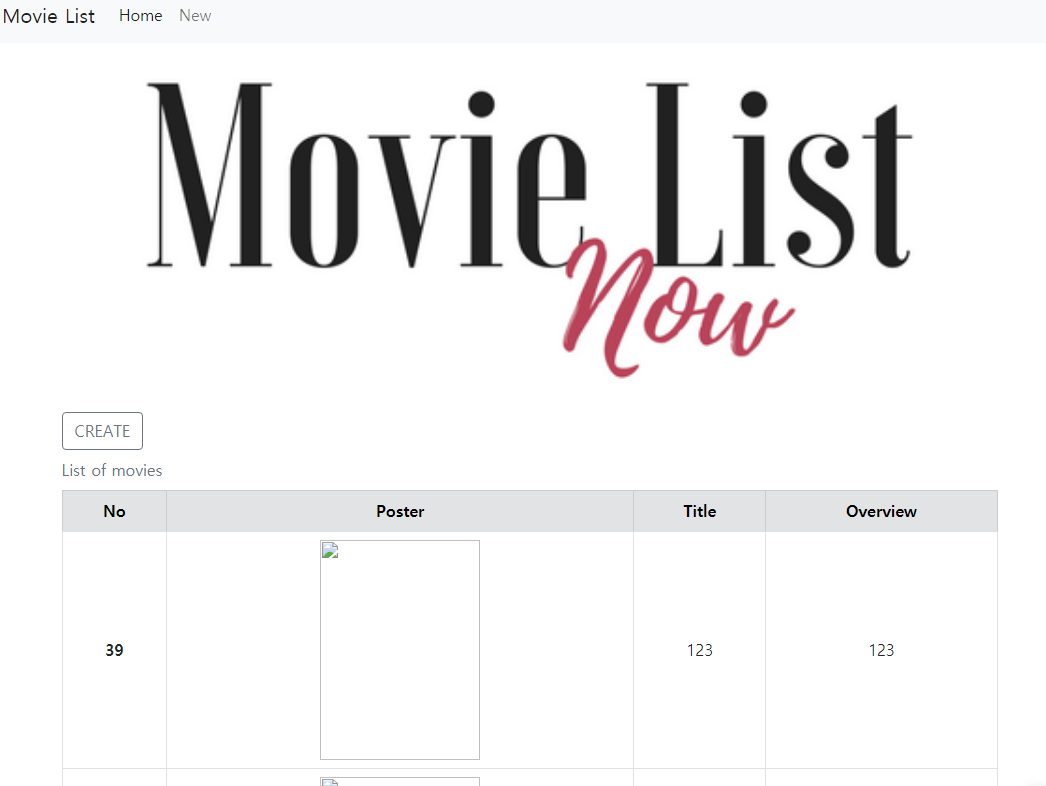 Movie List Home New
Movie List
Now
CREATE
List of movies
No Poster Title Overview
39 123 123